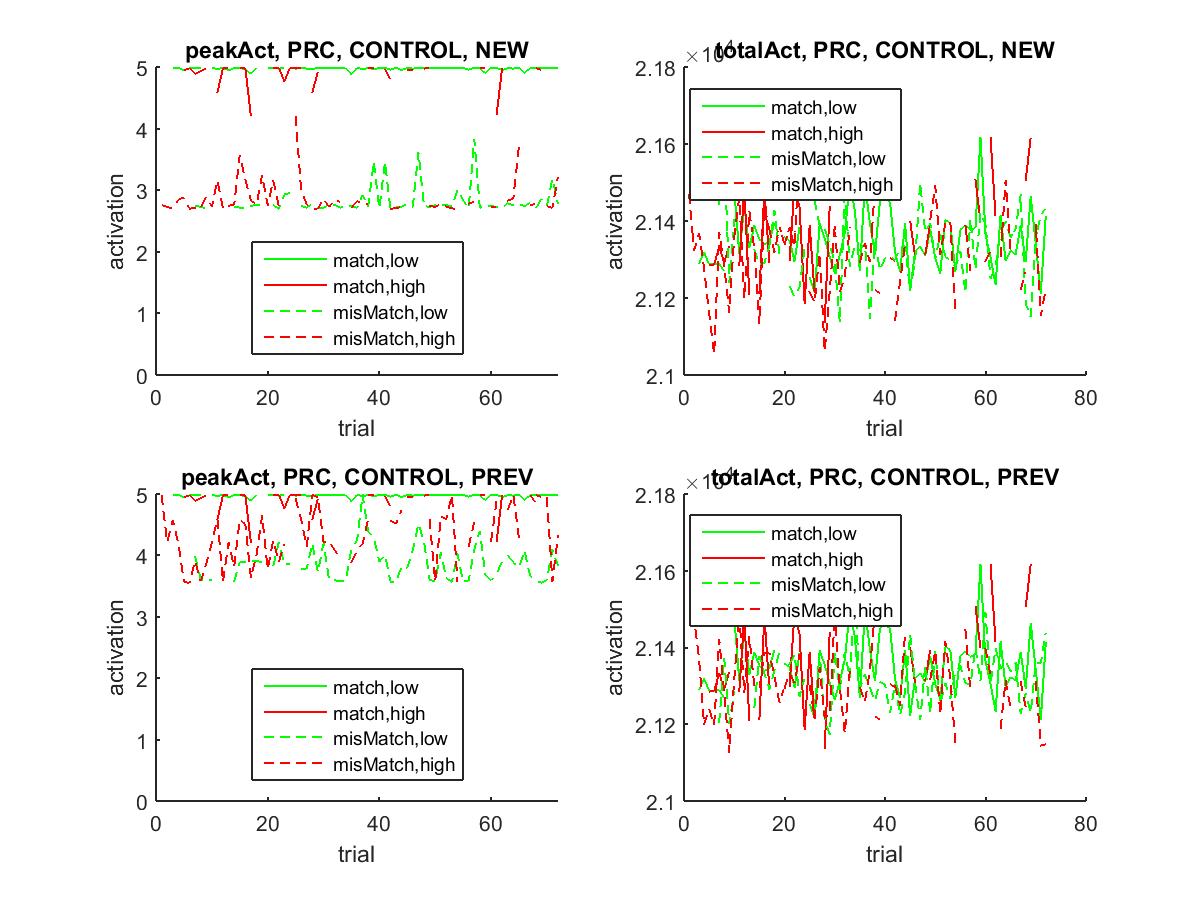 peakAct, PRC, CONTROL, NEW
5
4
3
2
1
0
activation
match,low
match,high
misMatch,low
misMatch,high
0
20
40
60
trial
×10⁴
totalAct, PRC, CONTROL, NEW
2.18
2.16
2.14
2.12
2.1
activation
match,low
match,high
misMatch,low
misMatch,high
0
20
40
60
80
trial
peakAct, PRC, CONTROL, PREV
5
4
3
2
1
0
activation
match,low
match,high
misMatch,low
misMatch,high
0
20
40
60
trial
×10⁴
totalAct, PRC, CONTROL, PREV
2.18
2.16
2.14
2.12
2.1
activation
match,low
match,high
misMatch,low
misMatch,high
0
20
40
60
80
trial